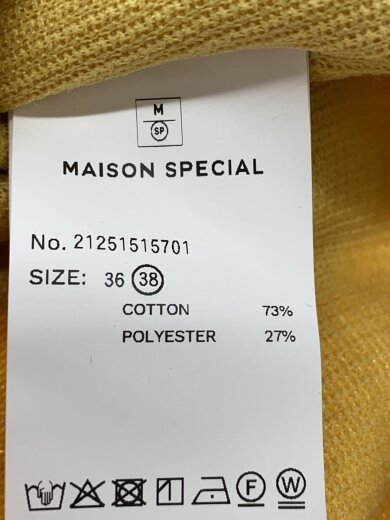 M
SP
MAISON SPECIAL
No. 21251515701
SIZE: 36 38
COTTON 73%
POLYESTER 27%
F W